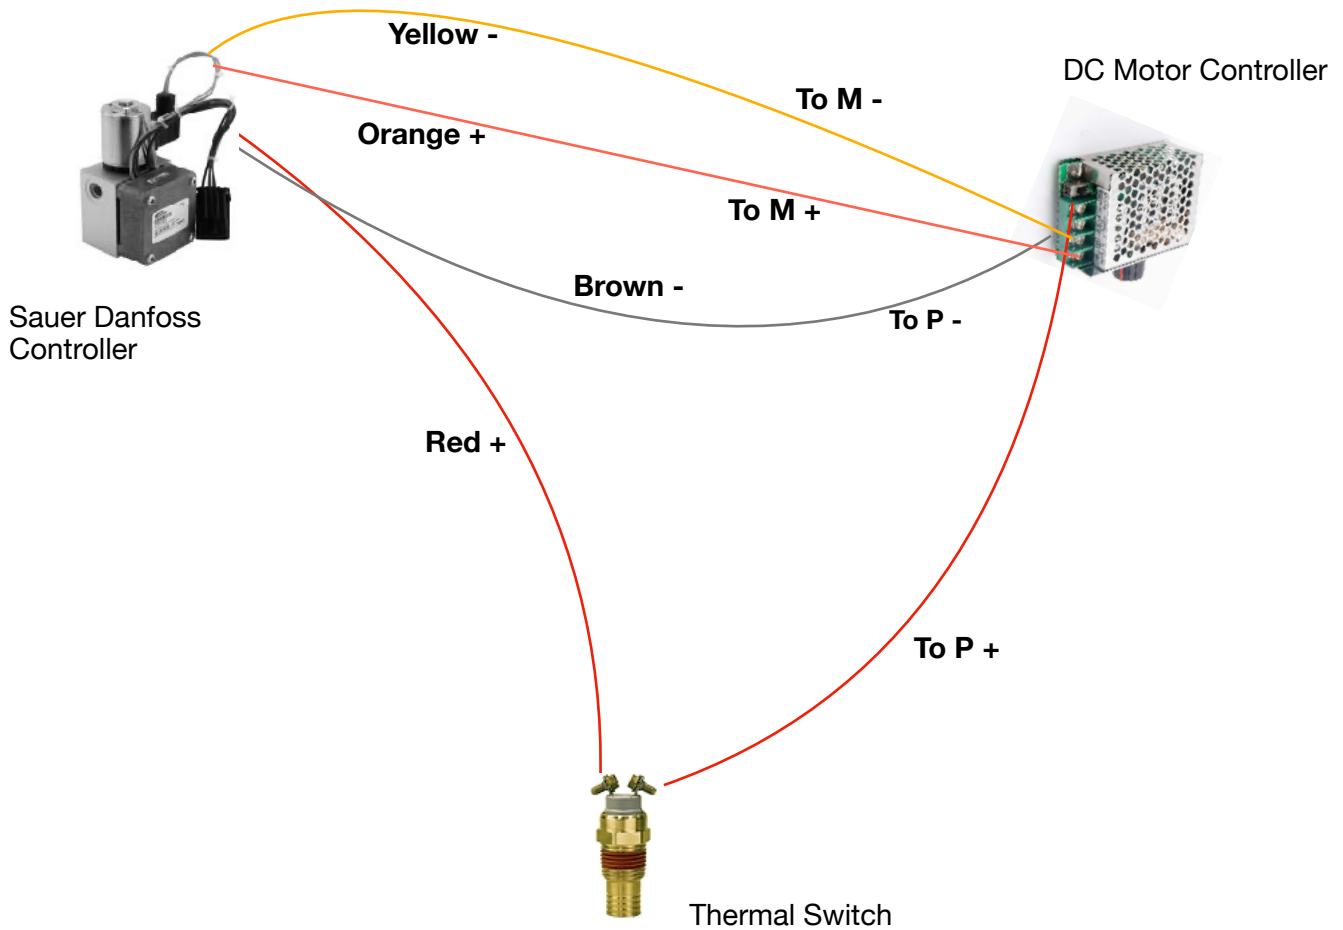 Yellow -
DC Motor Controller
To M -
Orange +
To M +
Brown -
Sauer Danfoss
Controller
To P -
Red +
To P +
Thermal Switch